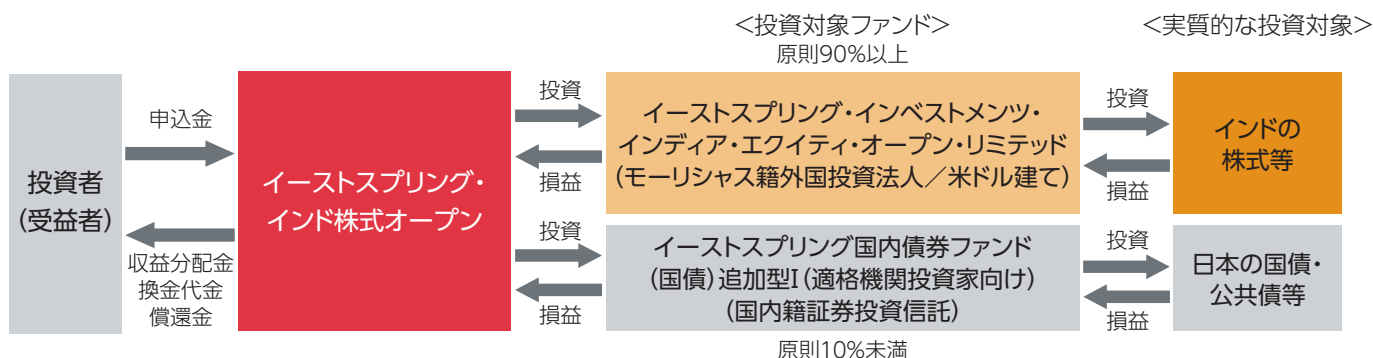 ＜投資対象ファンド＞
原則90%以上
＜実質的な投資対象＞
投資者
（受益者）
申込金
収益分配金
換金代金
償還金
イーストスプリング・
インド株式オープン
投資
損益
イーストスプリング・インベストメンツ・
インディア・エクイティ・オープン・リミテッド
（モーリシャス籍外国投資法人／米ドル建て）
投資
損益
インドの
株式等
投資
損益
イーストスプリング国内債券ファンド
（国債）追加型Ⅰ（適格機関投資家向け）
（国内籍証券投資信託）
原則10%未満
投資
損益
日本の国債・
公共債等